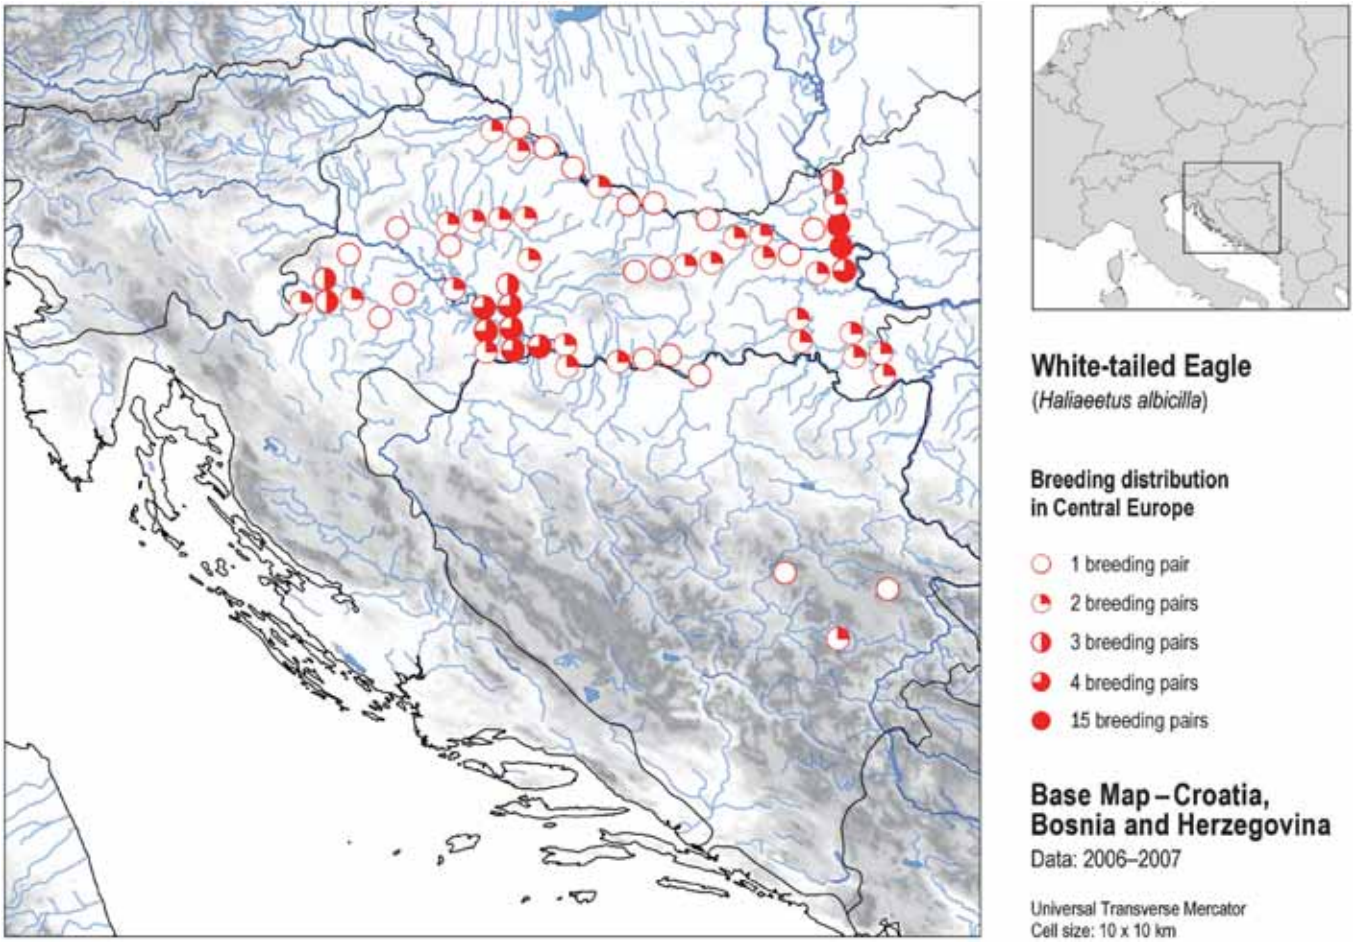 White-tailed Eagle
(Haliaeetus albicilla)
Breeding distribution
in Central Europe
1 breeding pair
2 breeding pairs
3 breeding pairs
4 breeding pairs
15 breeding pairs
Base Map – Croatia,
Bosnia and Herzegovina
Data: 2006–2007
Universal Transverse Mercator
Cell size: 10 x 10 km